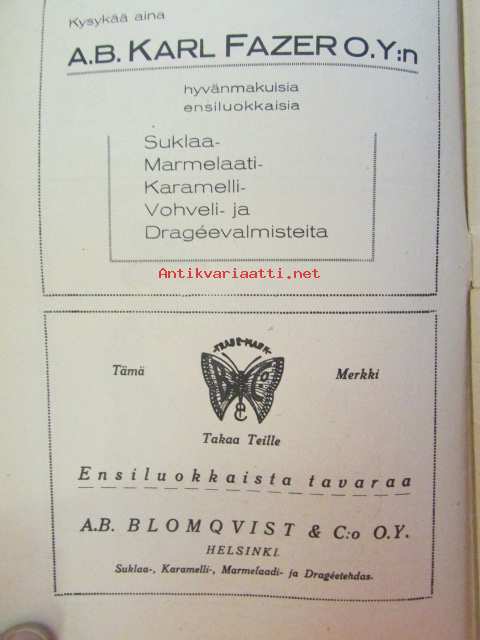 Kysykää aina
A.B. KARL FAZER O.Y:n
hyvänmakuisia
ensiluokkaisia
Suklaa-
Marmelaati-
Karamelli-
Vohveli- ja
Dragéevalmisteita
Antikvariaatti.net
TRADE-MARK
Tämä Merkki
Takaa Teille
Ensiluokkaista tavaraa
A.B. BLOMQVIST & C:o O.Y.
HELSINKI.
Suklaa-, Karamelli-, Marmelaadi- ja Dragéetehdas.